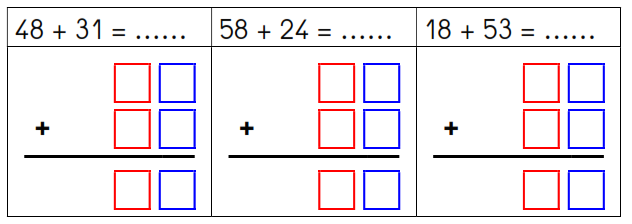 48 + 31 = ......
58 + 24 = ......
18 + 53 = ......
+
+
+